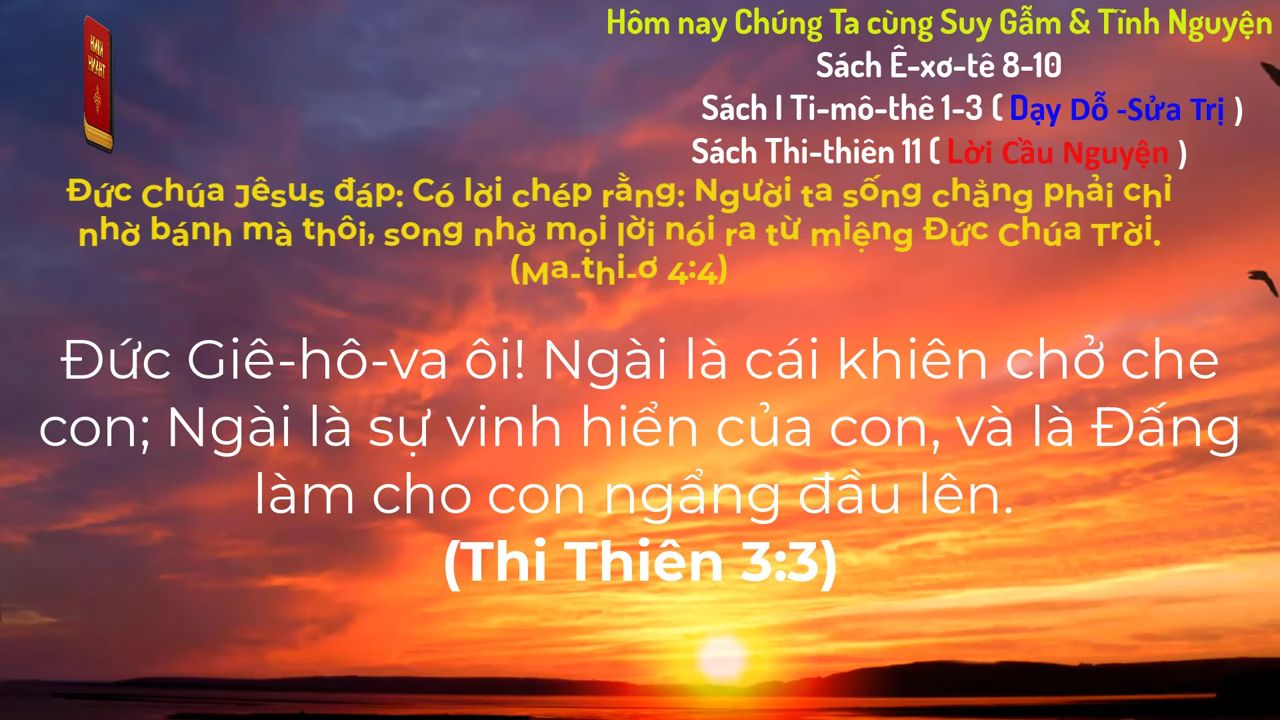 Hôm nay Chúng Ta cùng Suy Gẫm & Tĩnh Nguyện
Sách Ê-xơ-tê 8-10
Sách I Ti-mô-thê 1-3 ( Dạy Dỗ -Sửa Trị )
Sách Thi-thiên 11 ( Lời Cầu Nguyện )
Đức Chúa Jêsus đáp: Có lời chép rằng: Người ta sống chẳng phải chỉ
nhờ bánh mà thôi, song nhờ mọi lời nói ra từ miệng Đức Chúa Trời.
(Ma-thi-ơ 4:4)
Đức Giê-hô-va ôi! Ngài là cái khiên chở che
con; Ngài là sự vinh hiển của con, và là Đấng
làm cho con ngẩng đầu lên.
(Thi Thiên 3:3)